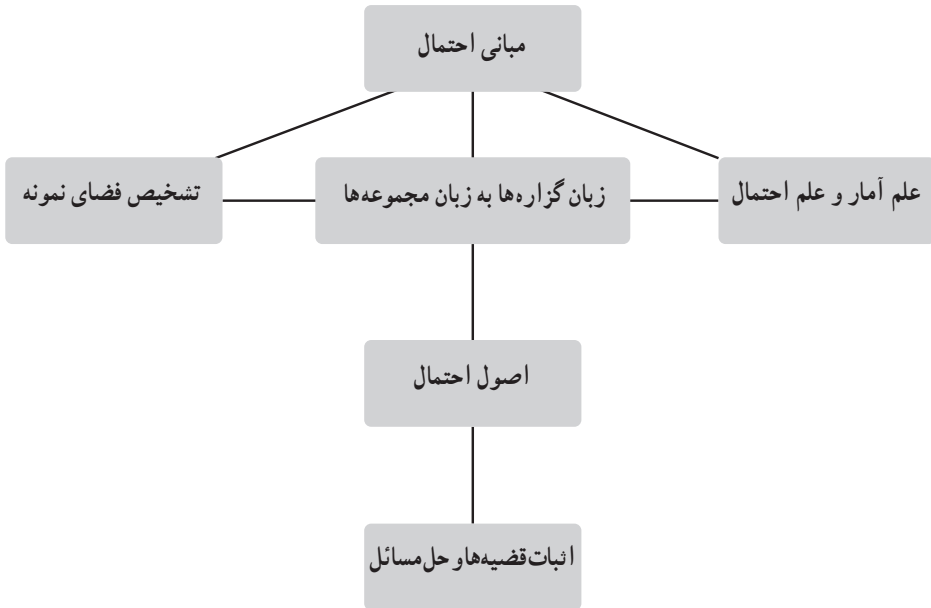 مبانی احتمال
علم آمار و علم احتمال
زبان گزاره‌ها به زبان مجموعه‌ها
تشخیص فضای نمونه
اصول احتمال
اثبات قضیه‌ها و حل مسائل